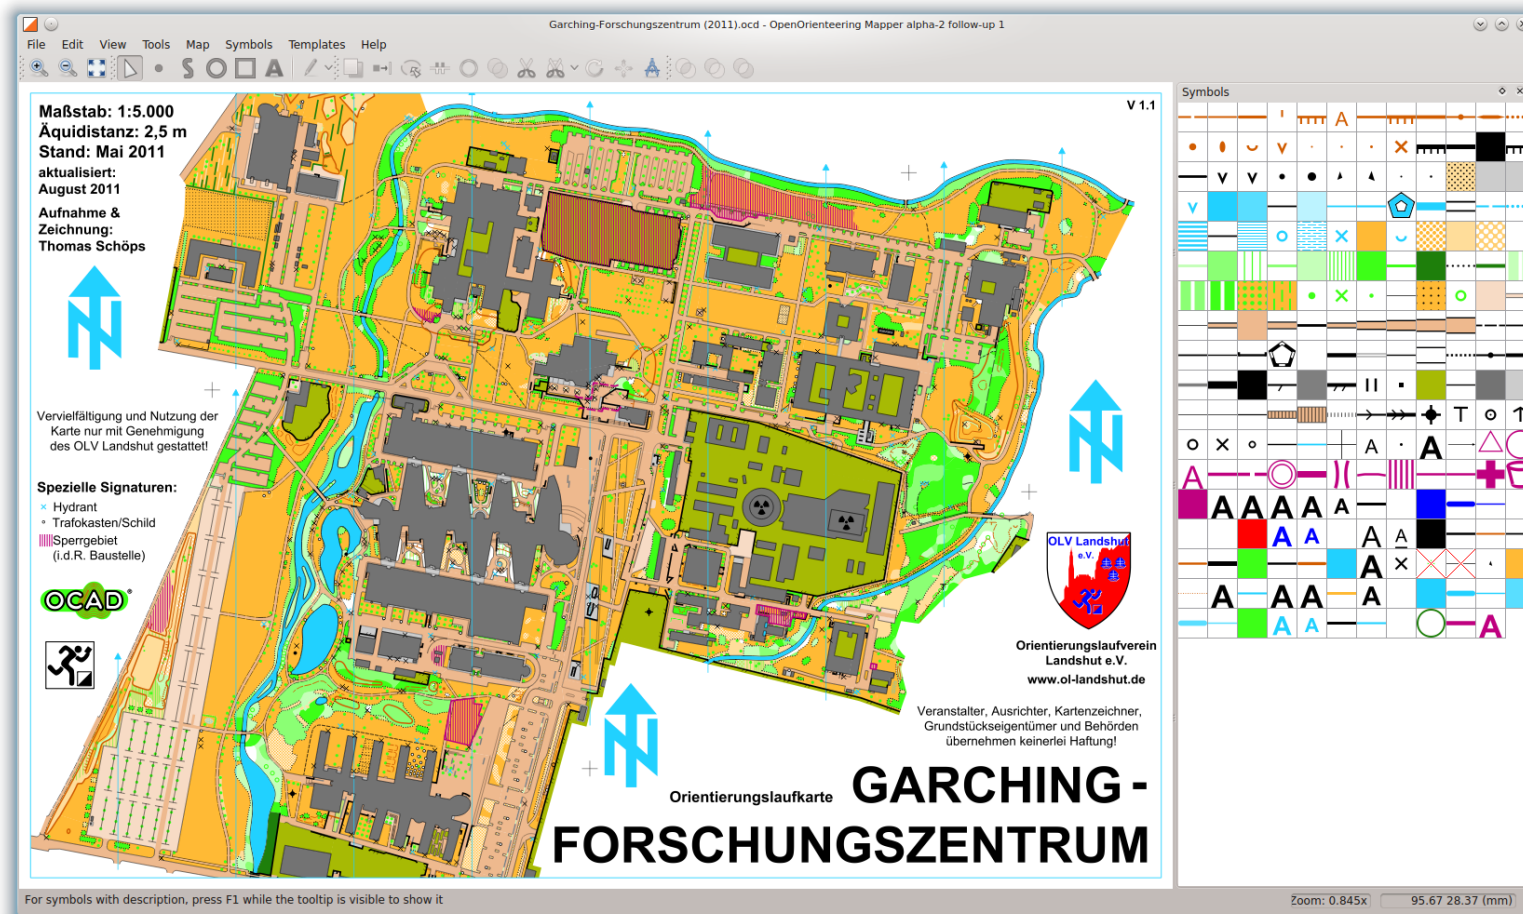 Garching-Forschungszentrum (2011).ocd - OpenOrienteering Mapper alpha-2 follow-up 1
File Edit View Tools Map Symbols Templates Help
Symbols
Maßstab: 1:5.000
Äquidistanz: 2,5 m
Stand: Mai 2011
aktualisiert:
August 2011
Aufnahme &
Zeichnung:
Thomas Schöps
V 1.1
Vervielfältigung und Nutzung der
Karte nur mit Genehmigung
des OLV Landshut gestattet!
Spezielle Signaturen:
Hydrant
Trafokasten/Schild
Sperrgebiet
(i.d.R. Baustelle)
OCAD®
OLV Landshut
e.V.
Orientierungslaufverein
Landshut e.V.
www.ol-landshut.de
Veranstalter, Ausrichter, Kartenzeichner,
Grundstückseigentümer und Behörden
übernehmen keinerlei Haftung!
Orientierungslaufkarte GARCHING -
FORSCHUNGSZENTRUM
For symbols with description, press F1 while the tooltip is visible to show it
Zoom: 0.845x
95.67 28.37 (mm)